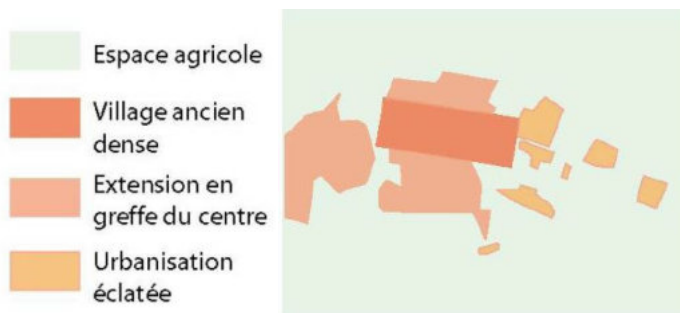 Espace agricole
Village ancien
dense
Extension en
greffe du centre
Urbanisation
éclatée